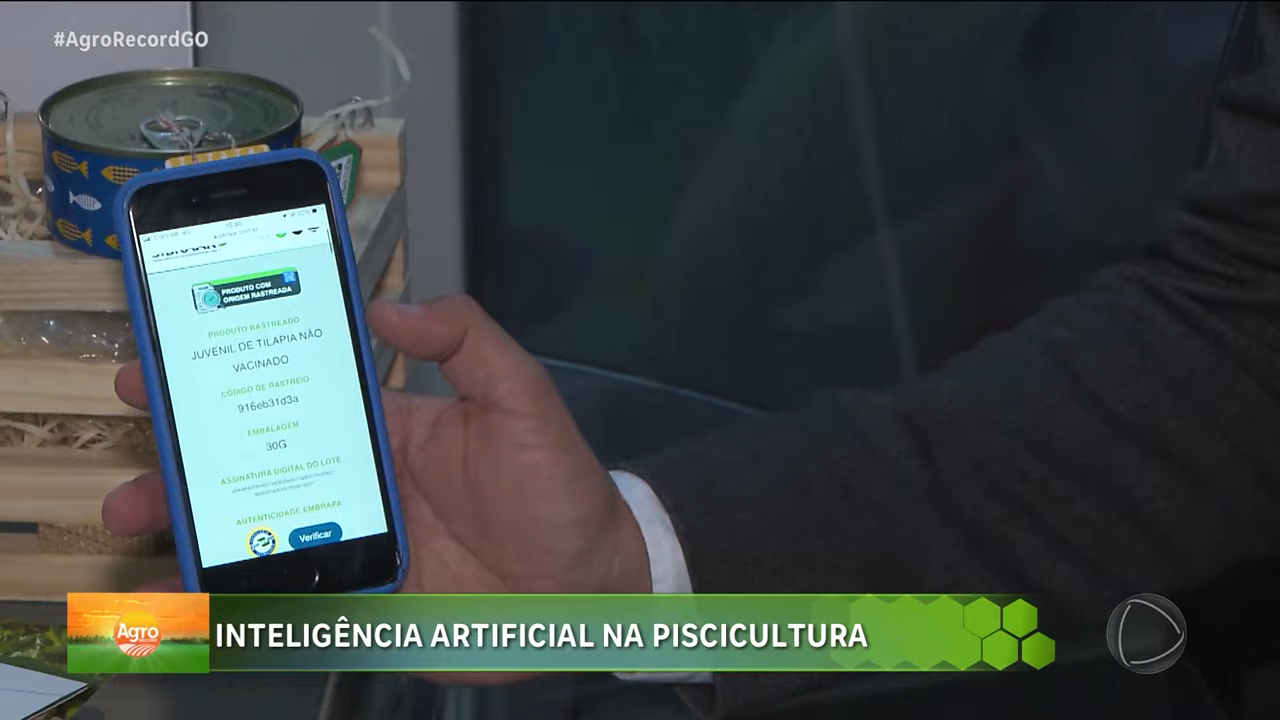 #AgroRecordGO
PRODUTO COM
ORIGEM RASTREADA
PRODUTO RASTREADO
JUVENIL DE TILAPIA NÃO
VACINADO
CÓDIGO DE RASTREIO
916eb31d3a
EMBALAGEM
30G
ASSINATURA DIGITAL DO LOTE
AUTENTICIDADE EMBRAPA
Verificar
Agro
INTELIGÊNCIA ARTIFICIAL NA PISCICULTURA